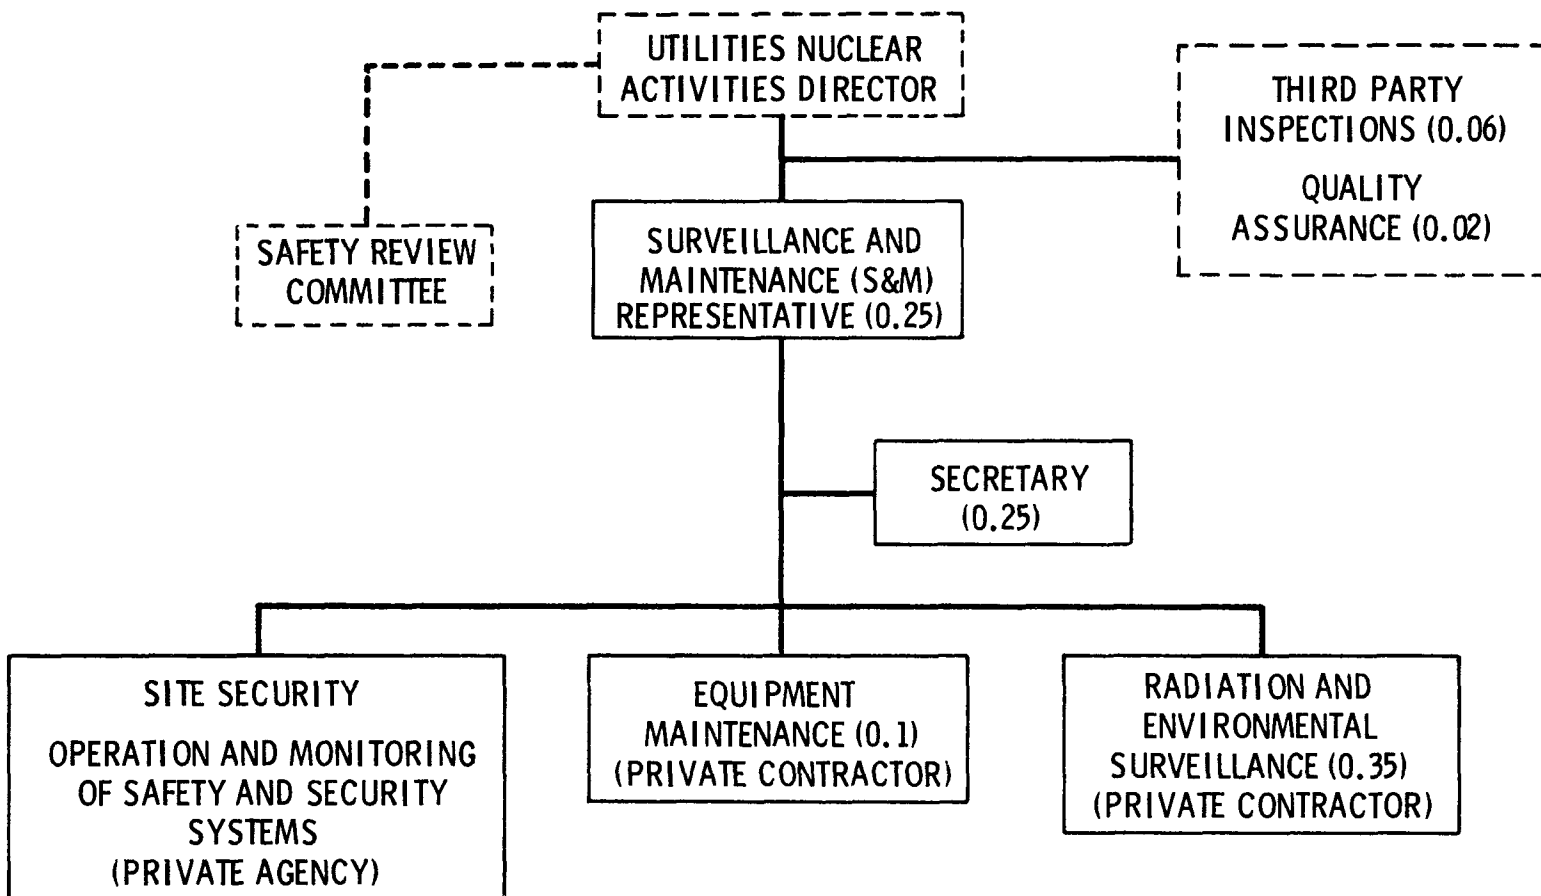 UTILITIES NUCLEAR
ACTIVITIES DIRECTOR
THIRD PARTY
INSPECTIONS (0.06)
QUALITY
ASSURANCE (0.02)
SAFETY REVIEW
COMMITTEE
SURVEILLANCE AND
MAINTENANCE (S&M)
REPRESENTATIVE (0.25)
SECRETARY
(0.25)
SITE SECURITY
OPERATION AND MONITORING
OF SAFETY AND SECURITY
SYSTEMS
(PRIVATE AGENCY)
EQUIPMENT
MAINTENANCE (0.1)
(PRIVATE CONTRACTOR)
RADIATION AND
ENVIRONMENTAL
SURVEILLANCE (0.35)
(PRIVATE CONTRACTOR)